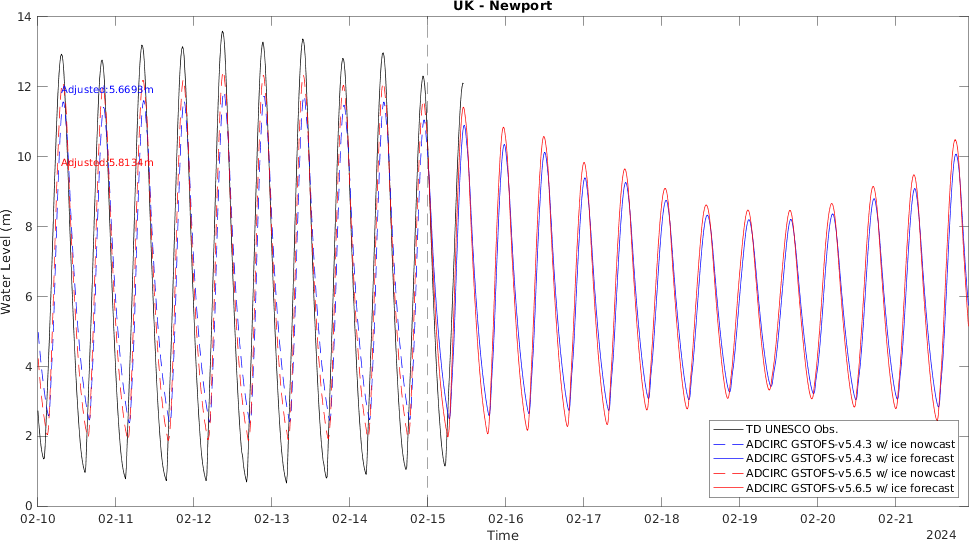 UK - Newport
14
12
10
8
6
4
2
0
Water Level (m)
Adjusted:5.6698m
Adjusted:5.8134m
TD UNESCO Obs.
ADCIRC GSTOFS-v5.4.3 w/ ice nowcast
ADCIRC GSTOFS-v5.4.3 w/ ice forecast
ADCIRC GSTOFS-v5.6.5 w/ ice nowcast
ADCIRC GSTOFS-v5.6.5 w/ ice forecast
02-10 02-11 02-12 02-13 02-14 02-15 02-16 02-17 02-18 02-19 02-20 02-21
Time
2024